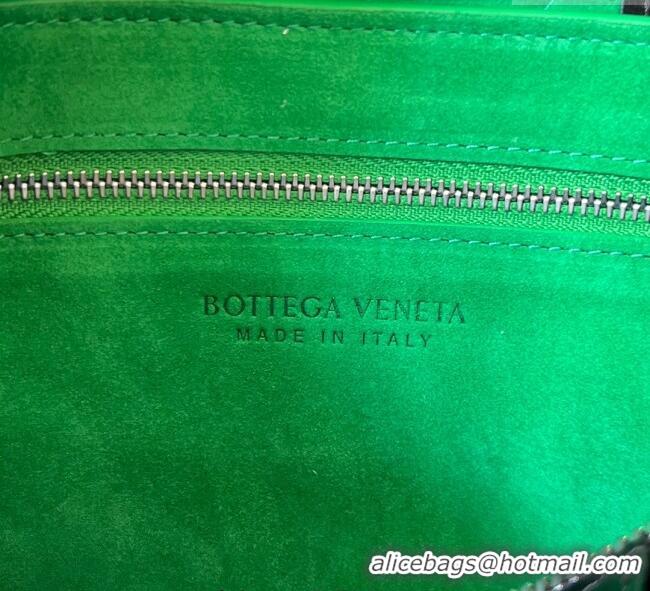 BOTTEGA VENETA
MADE IN ITALY
alicebags@hotmail.com